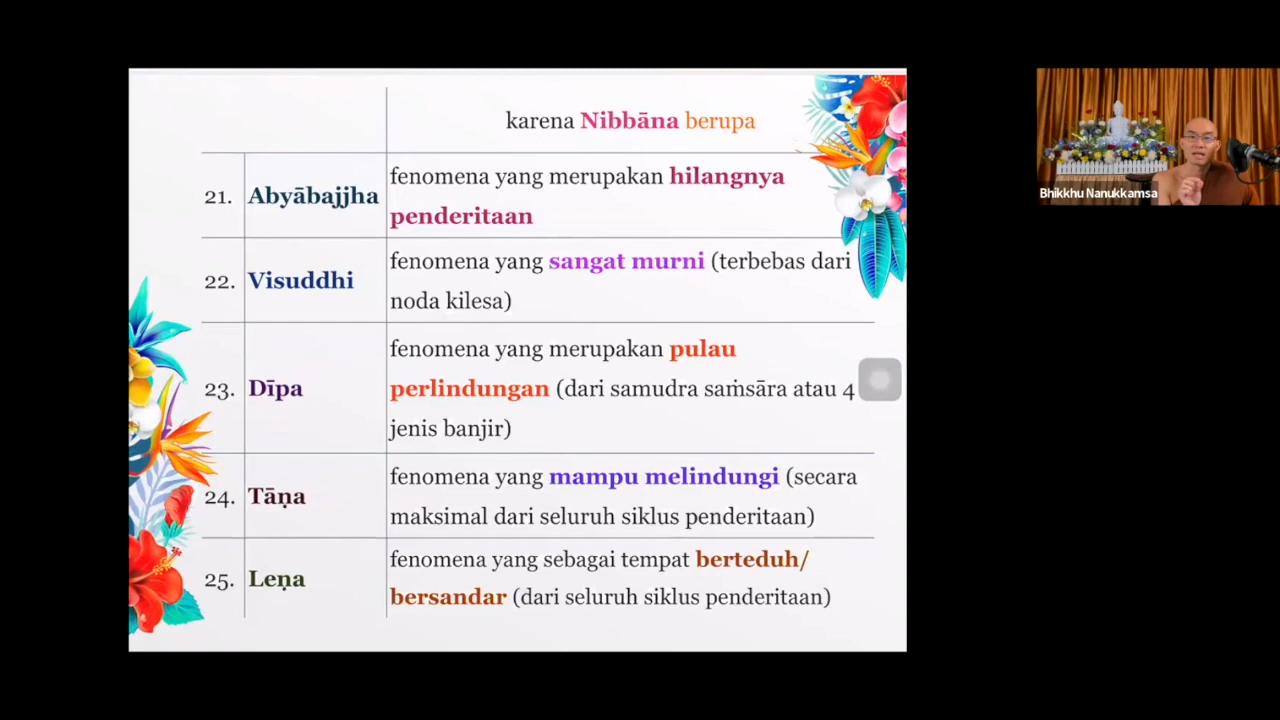 karena Nibbāna berupa
21. Abyābajjha fenomena yang merupakan hilangnya
penderitaan
22. Visuddhi fenomena yang sangat murni (terbebas dari
noda kilesa)
23. Dīpa fenomena yang merupakan pulau
perlindungan (dari samudra saṁsāra atau 4
jenis banjir)
24. Tāṇa fenomena yang mampu melindungi (secara
maksimal dari seluruh siklus penderitaan)
25. Leṇa fenomena yang sebagai tempat berteduh/
bersandar (dari seluruh siklus penderitaan)
Bhikkhu Nanukkamsa